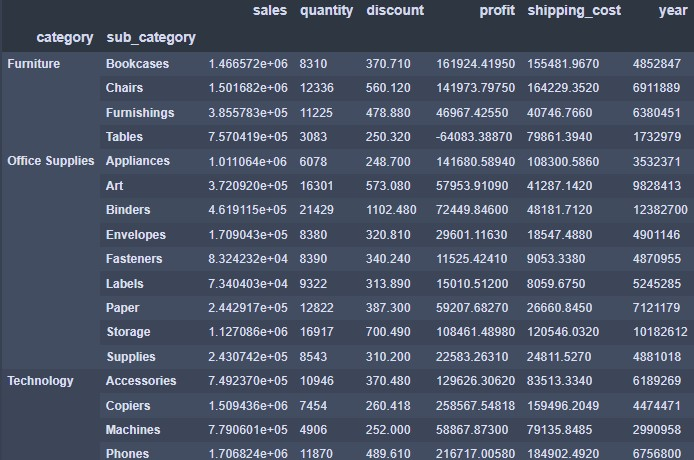 sales quantity discount profit shipping_cost year
category sub_category
Furniture Bookcases 1.466572e+06 8310 370.710 161924.41950 155481.9670 4852847
Chairs 1.501682e+06 12336 560.120 141973.79750 164229.3520 6911889
Furnishings 3.855783e+05 11225 478.880 46967.42550 40746.7660 6380451
Tables 7.570419e+05 3083 250.320 -64083.38870 79861.3940 1732979
Office Supplies Appliances 1.011064e+06 6078 248.700 141680.58940 108300.5860 3532371
Art 3.720920e+05 16301 573.080 57953.91090 41287.1420 9828413
Binders 4.619115e+05 21429 1102.480 72449.84600 48181.7120 12382700
Envelopes 1.709043e+05 8380 320.810 29601.11630 18547.4880 4901146
Fasteners 8.324232e+04 8390 340.240 11525.42410 9053.3380 4870955
Labels 7.340403e+04 9322 313.890 15010.51200 8059.6750 5245285
Paper 2.442917e+05 12822 387.300 59207.68270 26660.8450 7121179
Storage 1.127086e+06 16917 700.490 108461.48980 120546.0320 10182612
Supplies 2.430742e+05 8543 310.200 22583.26310 24811.5270 4881018
Technology Accessories 7.492370e+05 10946 370.480 129626.30620 83513.3340 6189269
Copiers 1.509436e+06 7454 260.418 258567.54818 159496.2049 4474471
Machines 7.790601e+05 4906 252.000 58867.87300 79135.8485 2990958
Phones 1.706824e+06 11870 489.610 216717.00580 184902.4920 6756800